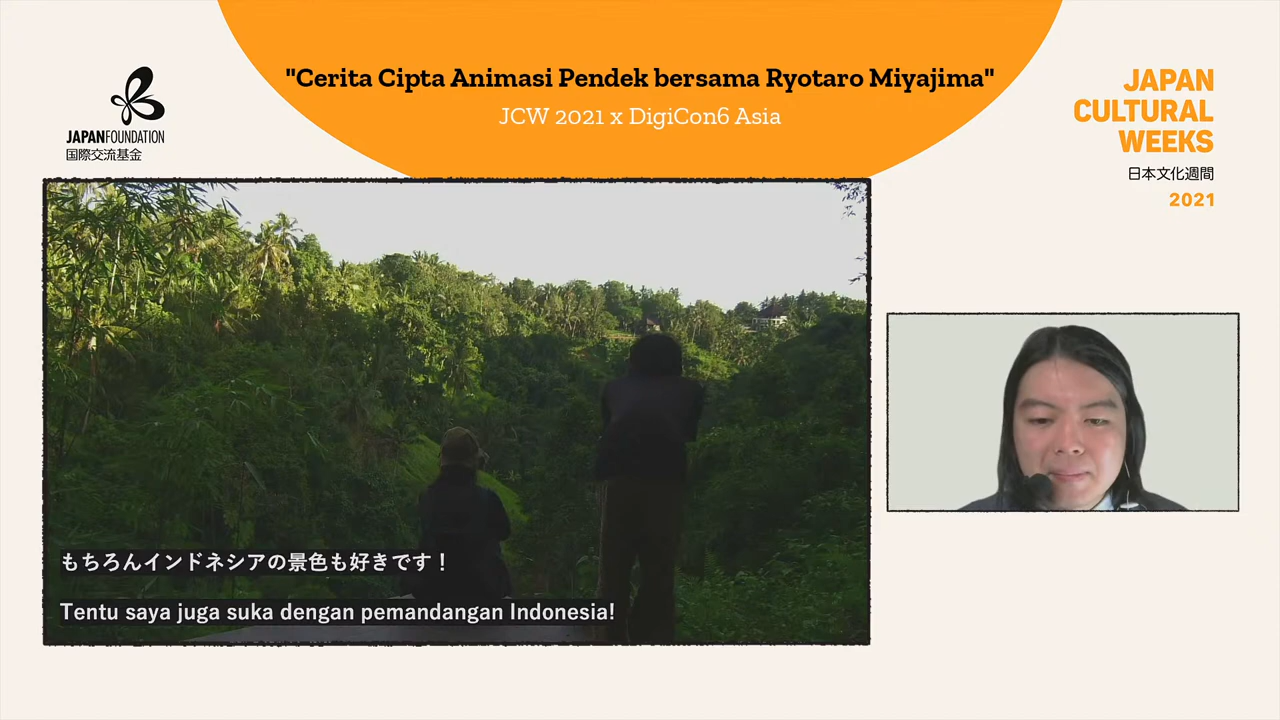 "Cerita Cipta Animasi Pendek bersama Ryotaro Miyajima"
JCW 2021 x DigiCon6 Asia
JAPANFOUNDATION
国際交流基金
JAPAN
CULTURAL
WEEKS
日本文化週間
2021
もちろんインドネシアの景色も好きです！
Tentu saya juga suka dengan pemandangan Indonesia!